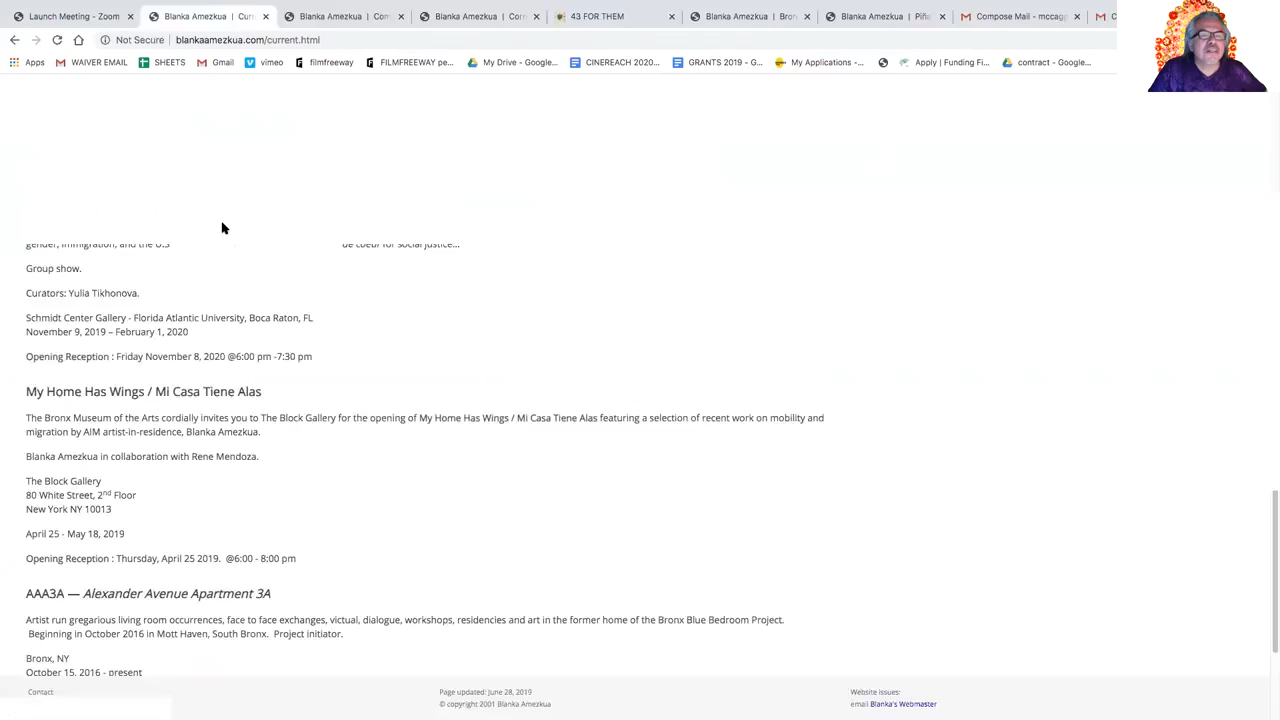 Launch Meeting - Zoom
Blanka Amezkua | Curr
Blanka Amezkua | Con
Blanka Amezkua | Corr
43 FOR THEM
Blanka Amezkua | Bron
Blanka Amezkua | Piña
Compose Mail - mccag
Not Secure | blankaamezkua.com/current.html
Apps WAIVER EMAIL SHEETS Gmail vimeo filmfreeway FILMFREEWAY pe... My Drive - Google... CINEREACH 2020... GRANTS 2019 - G... My Applications -... Apply | Funding Fi... contract - Google...
gender, immigration, and the U.S de coeur for social justice...
Group show.
Curators: Yulia Tikhonova.
Schmidt Center Gallery - Florida Atlantic University, Boca Raton, FL
November 9, 2019 – February 1, 2020
Opening Reception : Friday November 8, 2020 @6:00 pm -7:30 pm
My Home Has Wings / Mi Casa Tiene Alas
The Bronx Museum of the Arts cordially invites you to The Block Gallery for the opening of My Home Has Wings / Mi Casa Tiene Alas featuring a selection of recent work on mobility and
migration by AIM artist-in-residence, Blanka Amezkua.
Blanka Amezkua in collaboration with Rene Mendoza.
The Block Gallery
80 White Street, 2nd Floor
New York NY 10013
April 25 - May 18, 2019
Opening Reception : Thursday, April 25 2019. @6:00 - 8:00 pm
AAA3A — Alexander Avenue Apartment 3A
Artist run gregarious living room occurrences, face to face exchanges, victual, dialogue, workshops, residencies and art in the former home of the Bronx Blue Bedroom Project.
Beginning in October 2016 in Mott Haven, South Bronx. Project initiator.
Bronx, NY
October 15, 2016 - present
Contact
Page updated: June 28, 2019
© copyright 2001 Blanka Amezkua
Website issues:
email Blanka's Webmaster